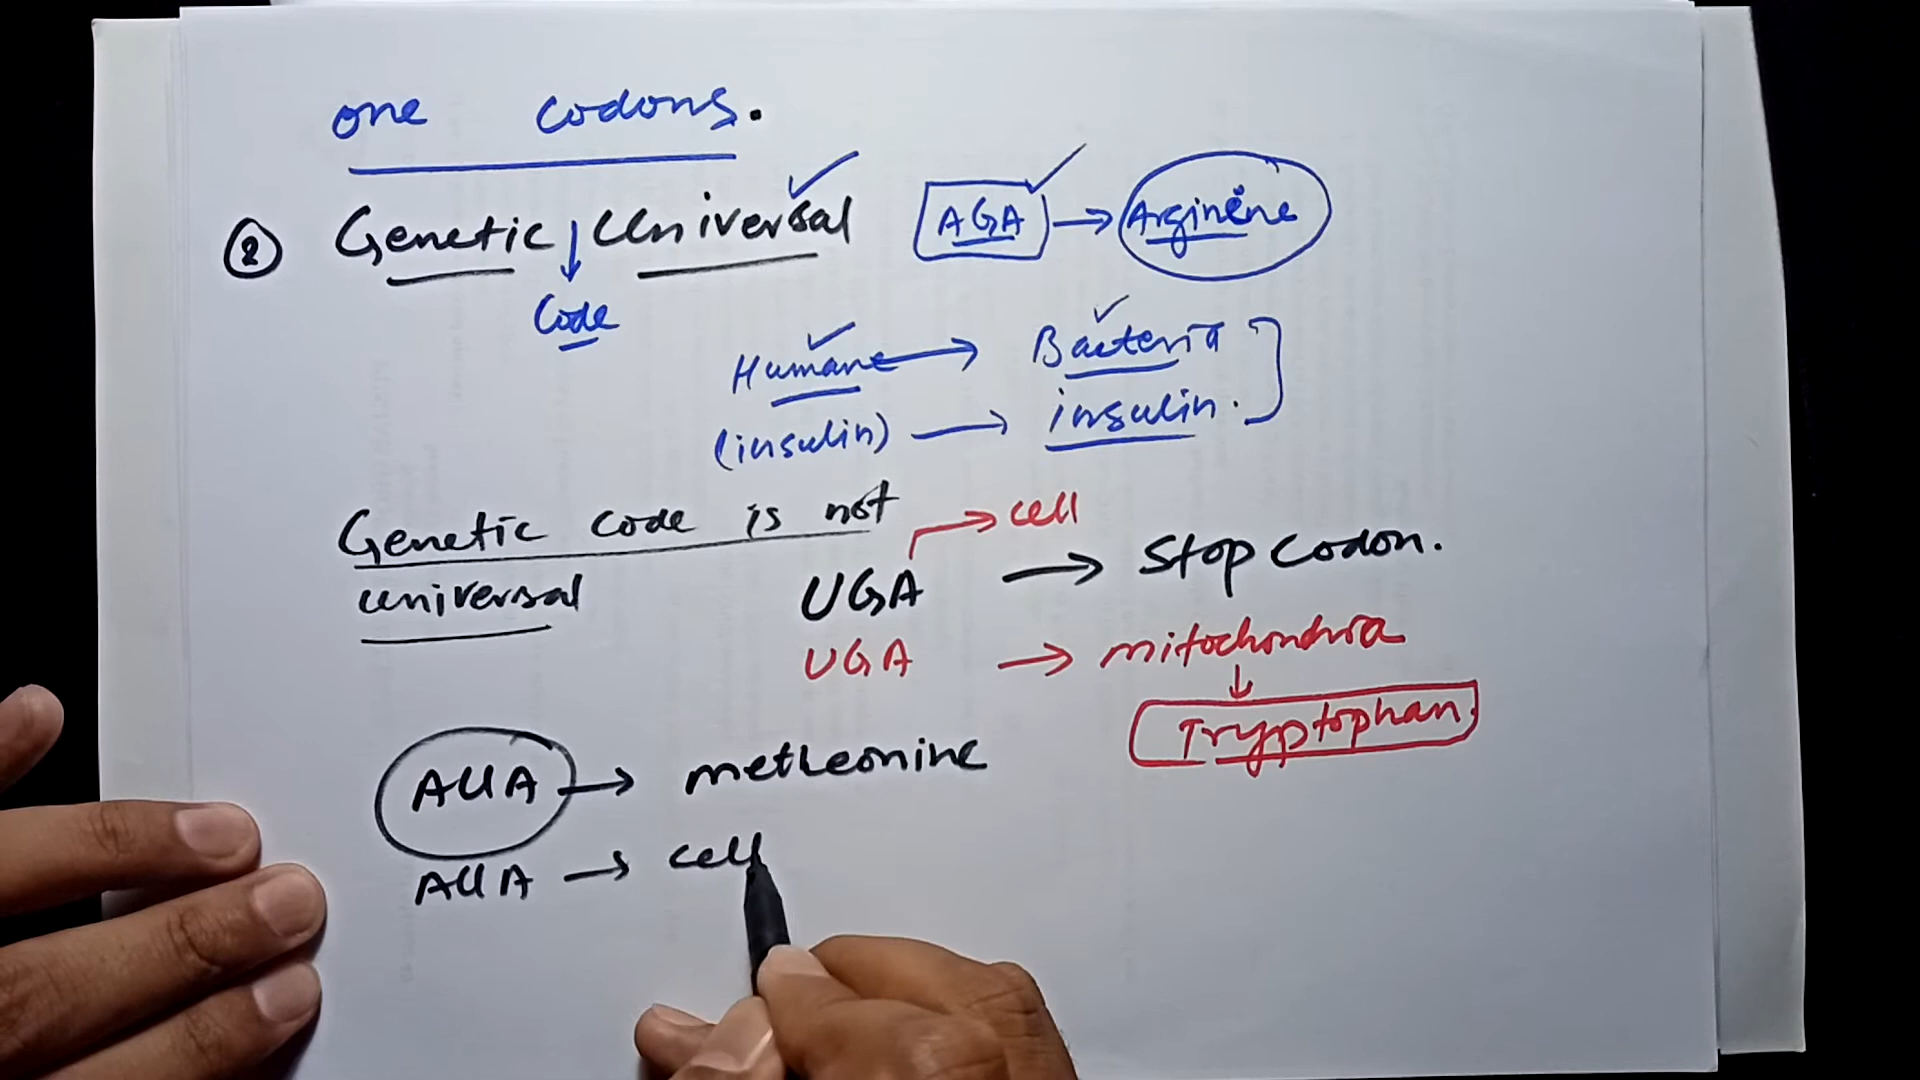 one codons.
② Genetic Universal AGA → Arginine
Code
Humane → Bacteria
(insulin) → insulin.
Genetic code is not
universal
→ cell
UGA → Stop codon.
UGA → mitochondria
↓
Tryptophan.
AUA → metheonine
AUA → cell